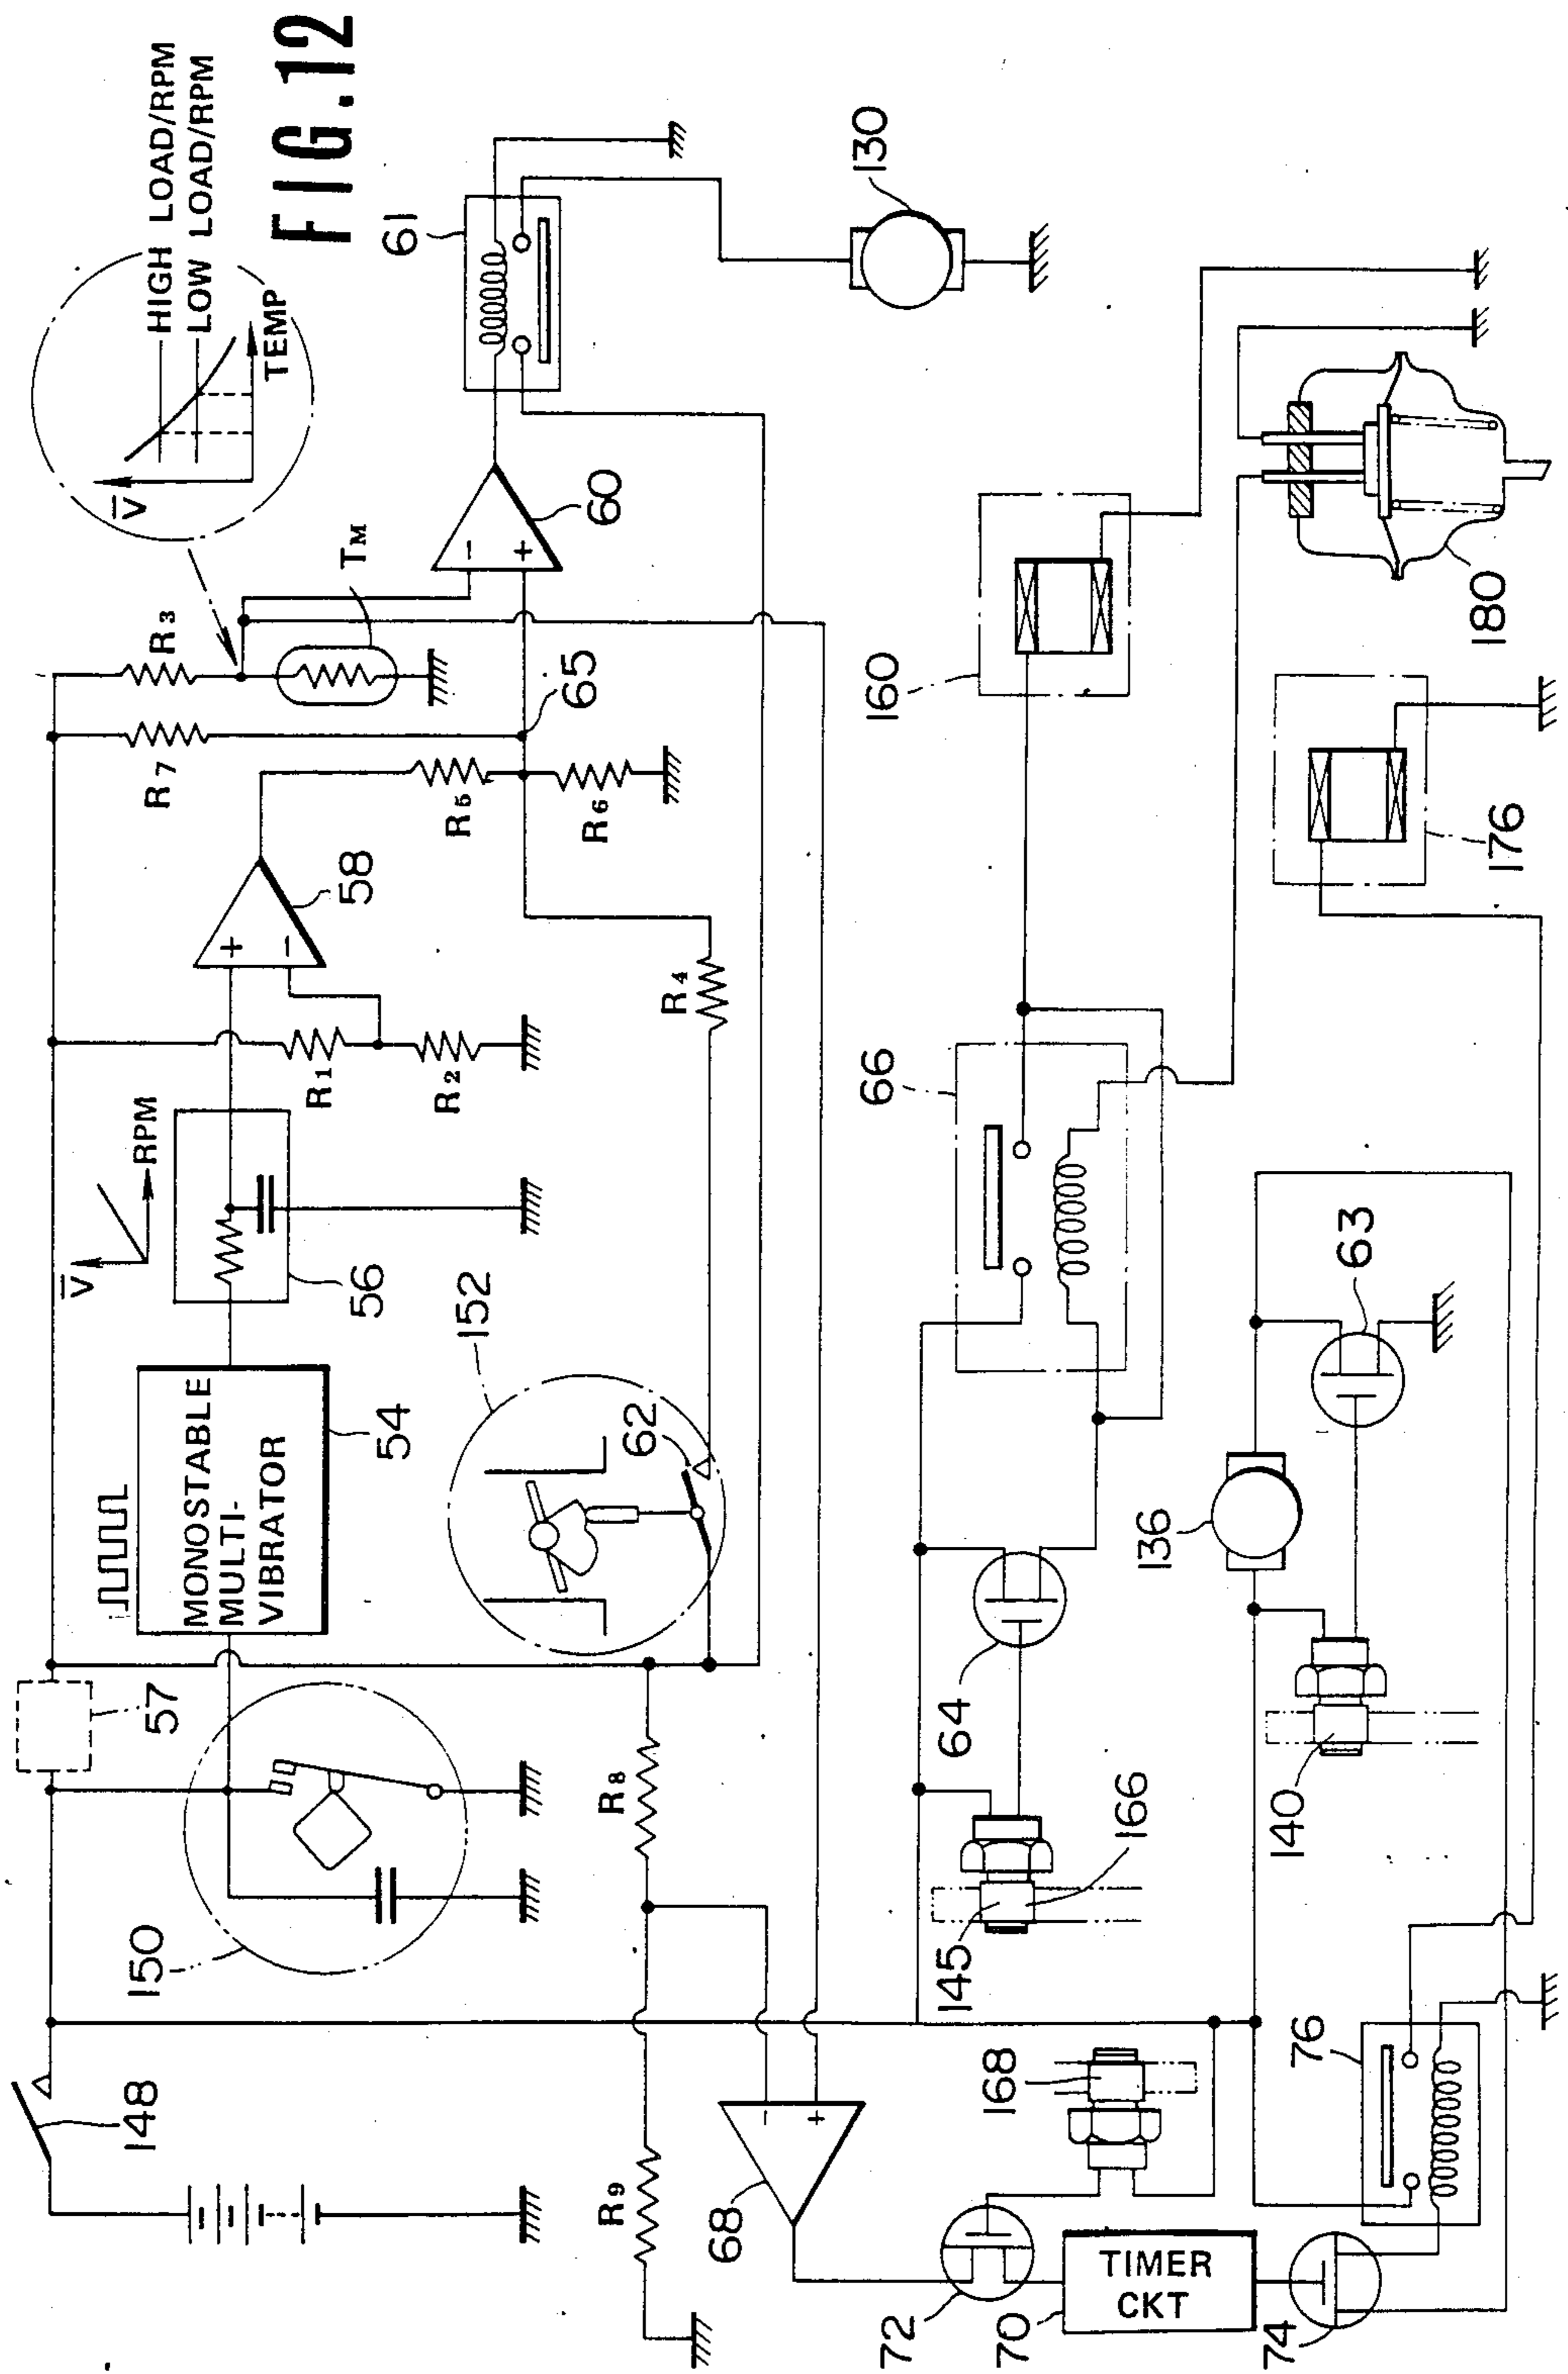 FIG.12
HIGH LOAD/RPM
LOW LOAD/RPM
V̄
TEMP
61
130
60
TM
R3
65
R7
R5
R6
58
R4
R1
R2
V̄
RPM
56
MONOSTABLE
MULTI-
VIBRATOR
54
152
62
57
150
148
R8
R9
68
160
180
176
66
63
64
136
145
166
140
168
76
72
70
TIMER
CKT
74
+
−
−
+
−
+